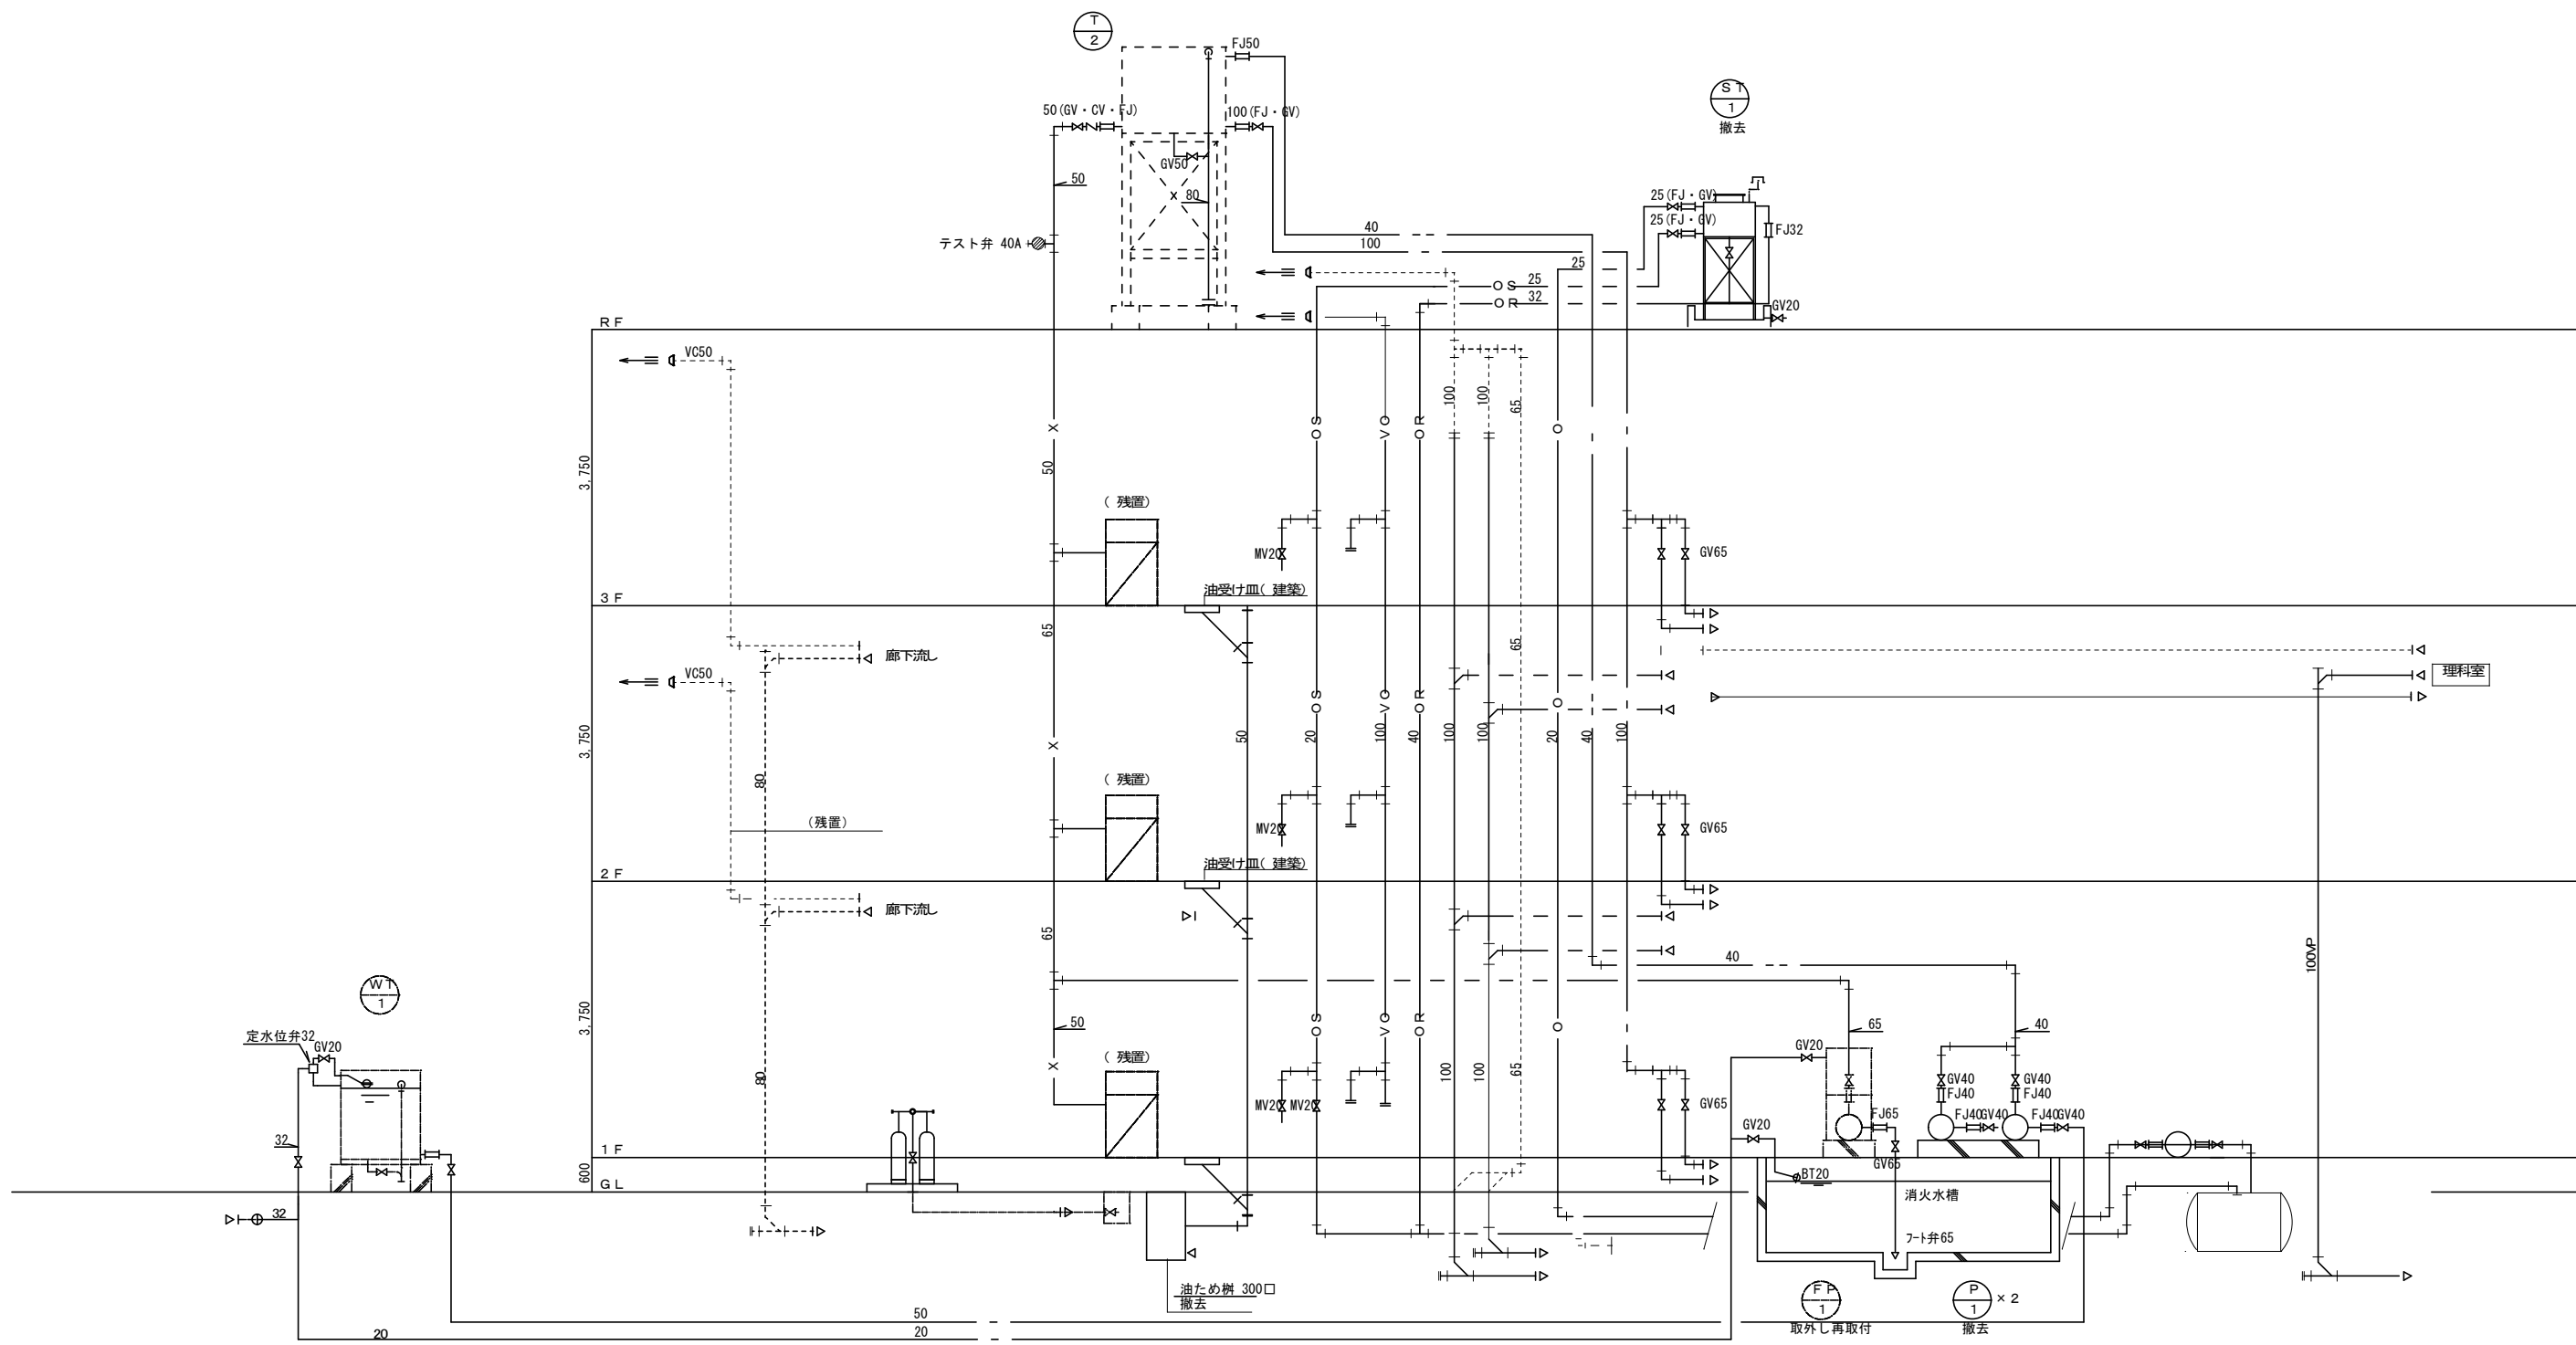 T
2
FJ50
50(GV・CV・FJ)
100(FJ・GV)
GV50
50
80
テスト弁 40A
40
100
ST
1
撤去
25(FJ・GV)
25(FJ・GV)
FJ32
GV20
25
OS 25
OR 32
RF
VC50
100
100
65
X
OS
VO
OR
O
3,750
50
(残置)
MV20
GV65
油受け皿(建築)
3F
65
65
廊下流し
VC50
理科室
OS
VO
OR
O
3,750
X
50
20
100
40
100
100
20
40
100
80
(残置)
(残置)
MV20
GV65
油受け皿(建築)
2F
廊下流し
65
40
100VP
WT
1
定水位弁32
GV20
3,750
50
X
OS
VO
OR
O
65
40
GV20
(残置)
80
100
100
65
GV40
FJ40
GV40
FJ40
MV20
MV20
GV65
GV20
FJ65
FJ40GV40
FJ40GV40
32
1F
600
GL
GV65
BT20
消火水槽
32
フート弁65
油ため桝 300□
撤去
FP
1
取外し再取付
P
1
×2
撤去
50
20
20